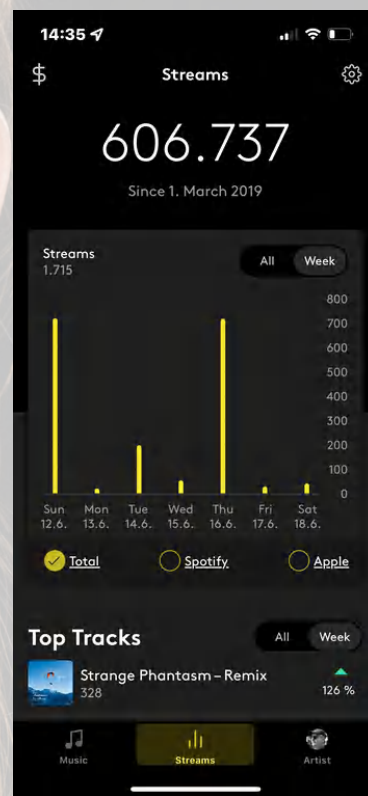 14:35
$ Streams
606.737
Since 1. March 2019
Streams
1.715
All Week
800
700
600
500
400
300
200
100
0
Sun Mon Tue Wed Thu Fri Sat
12.6. 13.6. 14.6. 15.6. 16.6. 17.6. 18.6.
Total Spotify Apple
Top Tracks All Week
Strange Phantasm – Remix
328 126 %
Music Streams Artist